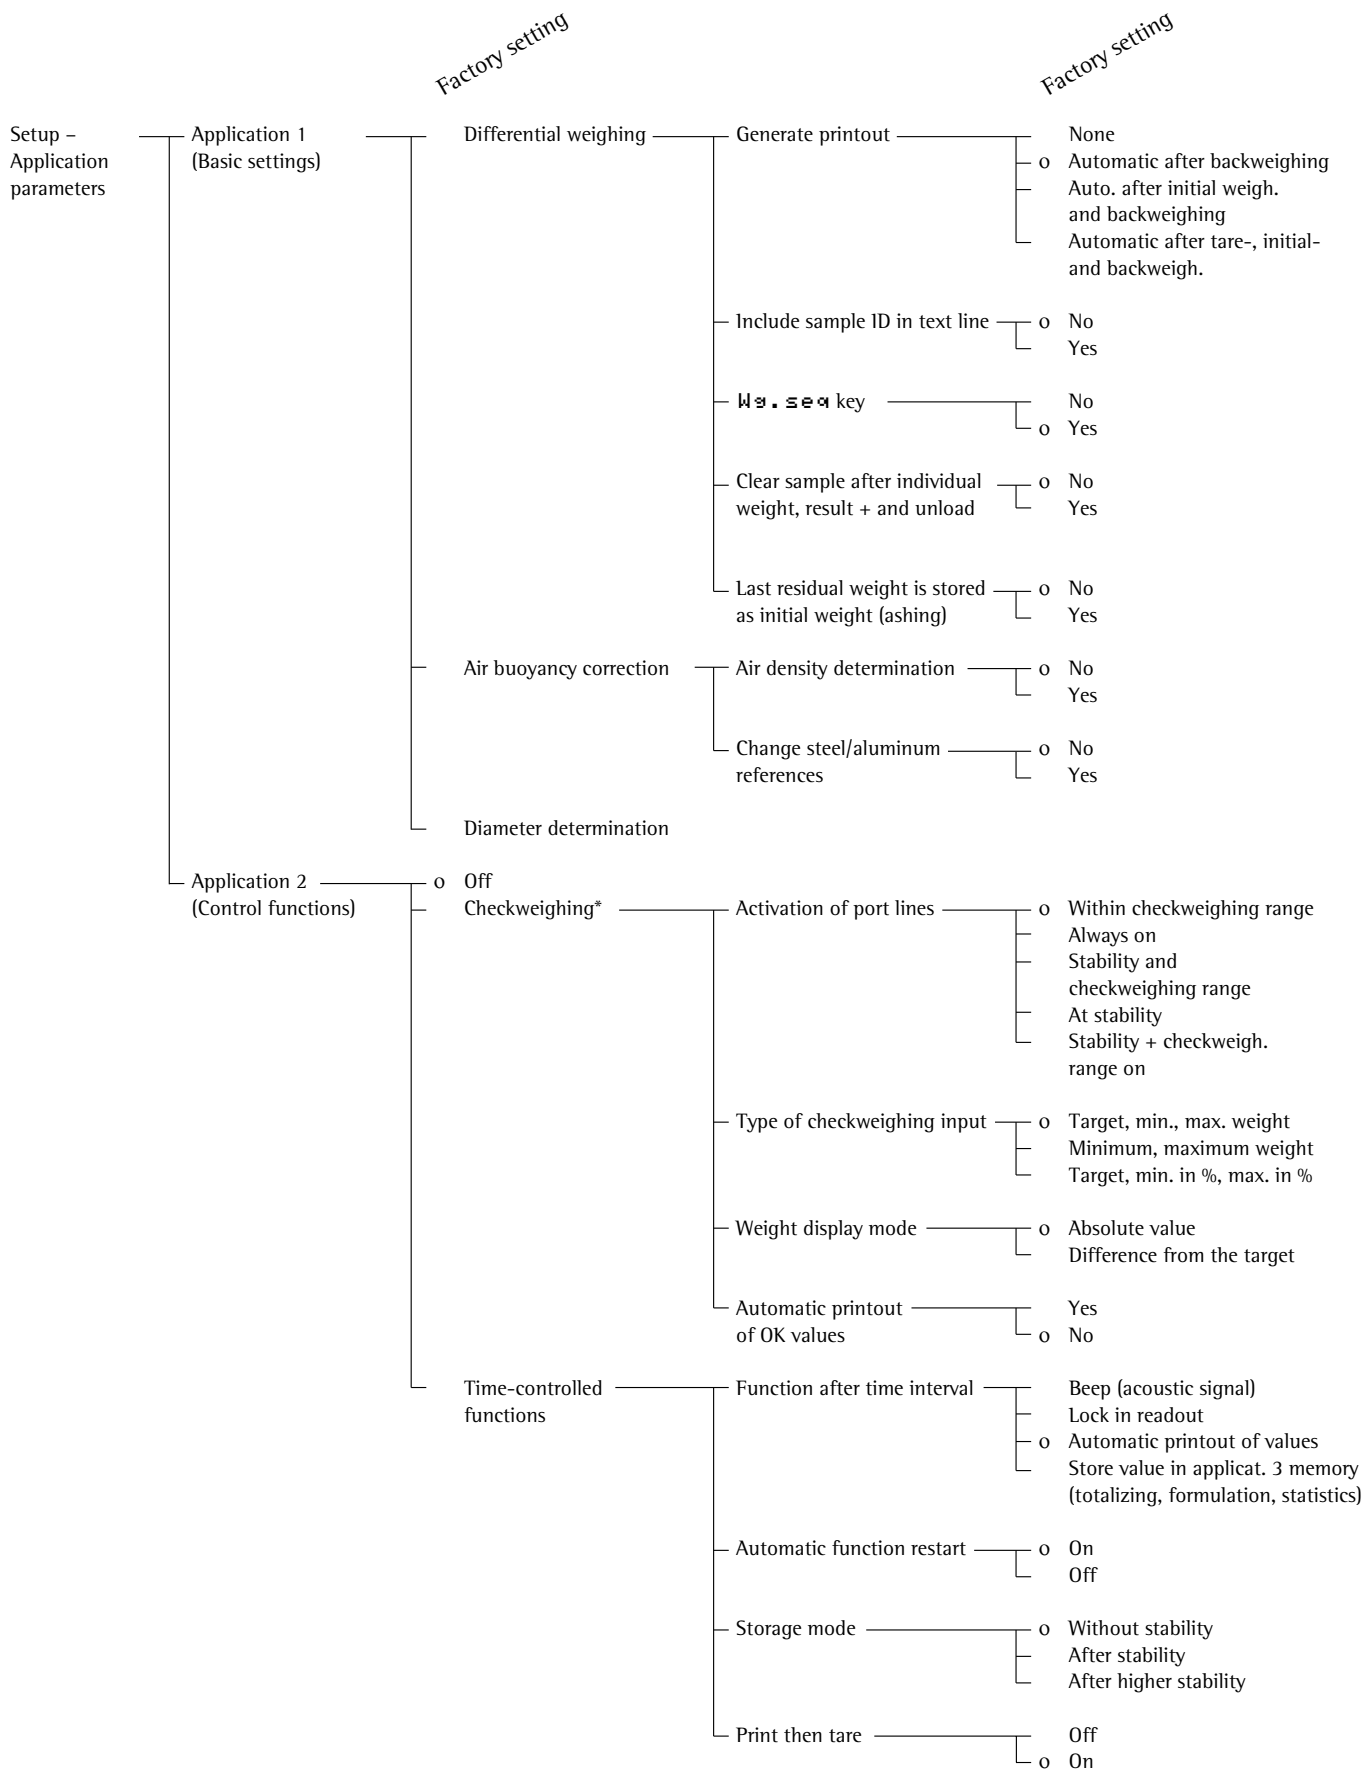 Factory setting
Factory setting
Setup –
Application
parameters
Application 1
(Basic settings)
Differential weighing
Generate printout
None
o Automatic after backweighing
Auto. after initial weigh.
and backweighing
Automatic after tare-, initial-
and backweigh.
Include sample ID in text line
o No
Yes
Wg.seq key
No
o Yes
Clear sample after individual
weight, result + and unload
o No
Yes
Last residual weight is stored
as initial weight (ashing)
o No
Yes
Air buoyancy correction
Air density determination
o No
Yes
Change steel/aluminum
references
o No
Yes
Diameter determination
Application 2
(Control functions)
o Off
Checkweighing*
Activation of port lines
o Within checkweighing range
Always on
Stability and
checkweighing range
At stability
Stability + checkweigh.
range on
Type of checkweighing input
o Target, min., max. weight
Minimum, maximum weight
Target, min. in %, max. in %
Weight display mode
o Absolute value
Difference from the target
Automatic printout
of OK values
Yes
o No
Time-controlled
functions
Function after time interval
Beep (acoustic signal)
Lock in readout
o Automatic printout of values
Store value in applicat. 3 memory
(totalizing, formulation, statistics)
Automatic function restart
o On
Off
Storage mode
o Without stability
After stability
After higher stability
Print then tare
Off
o On